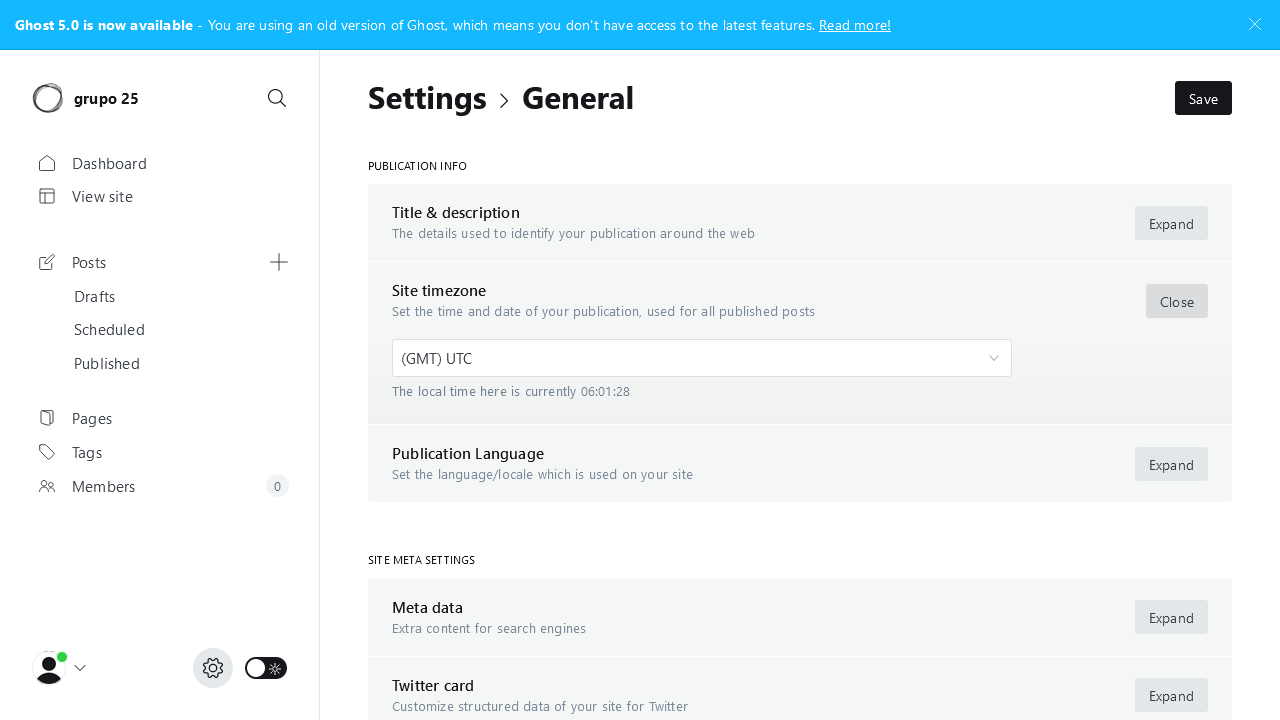 Ghost 5.0 is now available - You are using an old version of Ghost, which means you don't have access to the latest features. Read more!
grupo 25
Dashboard
View site
Posts
Drafts
Scheduled
Published
Pages
Tags
Members
0
Settings > General
Save
PUBLICATION INFO
Title & description
The details used to identify your publication around the web
Expand
Site timezone
Set the time and date of your publication, used for all published posts
Close
(GMT) UTC
The local time here is currently 06:01:28
Publication Language
Set the language/locale which is used on your site
Expand
SITE META SETTINGS
Meta data
Extra content for search engines
Expand
Twitter card
Customize structured data of your site for Twitter
Expand